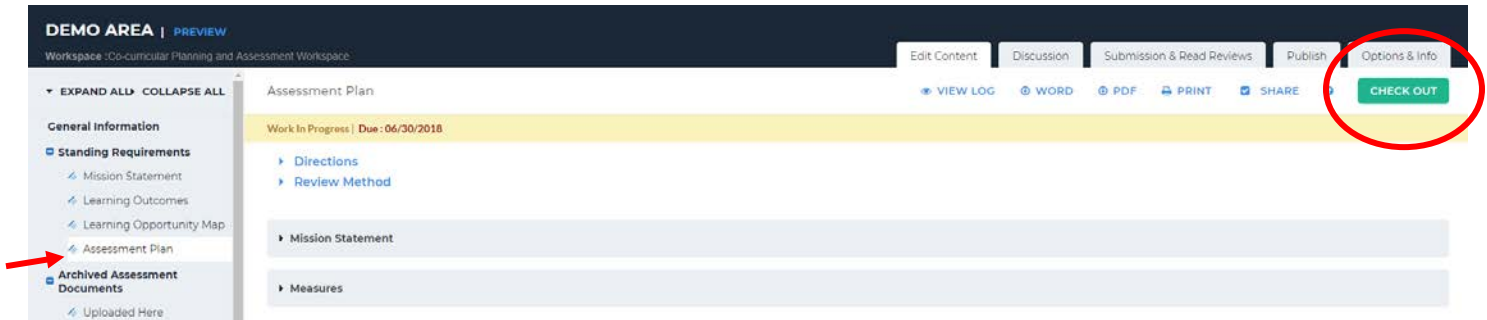 DEMO AREA | PREVIEW
Workspace :Co-curricular Planning and Assessment Workspace
Edit Content Discussion Submission & Read Reviews Publish Options & Info
EXPAND ALL COLLAPSE ALL
Assessment Plan
VIEW LOG WORD PDF PRINT SHARE CHECK OUT
General Information
Work In Progress | Due : 06/30/2018
Standing Requirements
Directions
Mission Statement
Review Method
Learning Outcomes
Learning Opportunity Map
Mission Statement
Assessment Plan
Archived Assessment
Documents
Measures
Uploaded Here